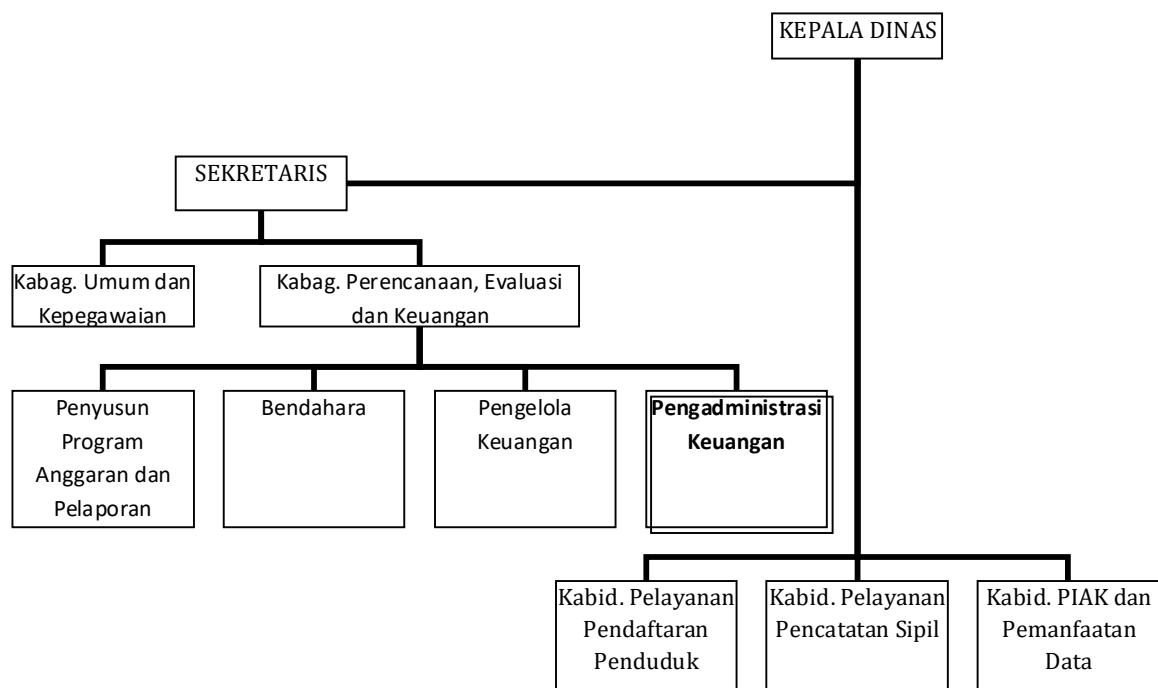 KEPALA DINAS
SEKRETARIS
Kabag. Umum dan
Kepegawaian
Kabag. Perencanaan, Evaluasi
dan Keuangan
Penyusun
Program
Anggaran dan
Pelaporan
Bendahara
Pengelola
Keuangan
Pengadministrasi
Keuangan
Kabid. Pelayanan
Pendaftaran
Penduduk
Kabid. Pelayanan
Pencatatan Sipil
Kabid. PIAK dan
Pemanfaatan
Data